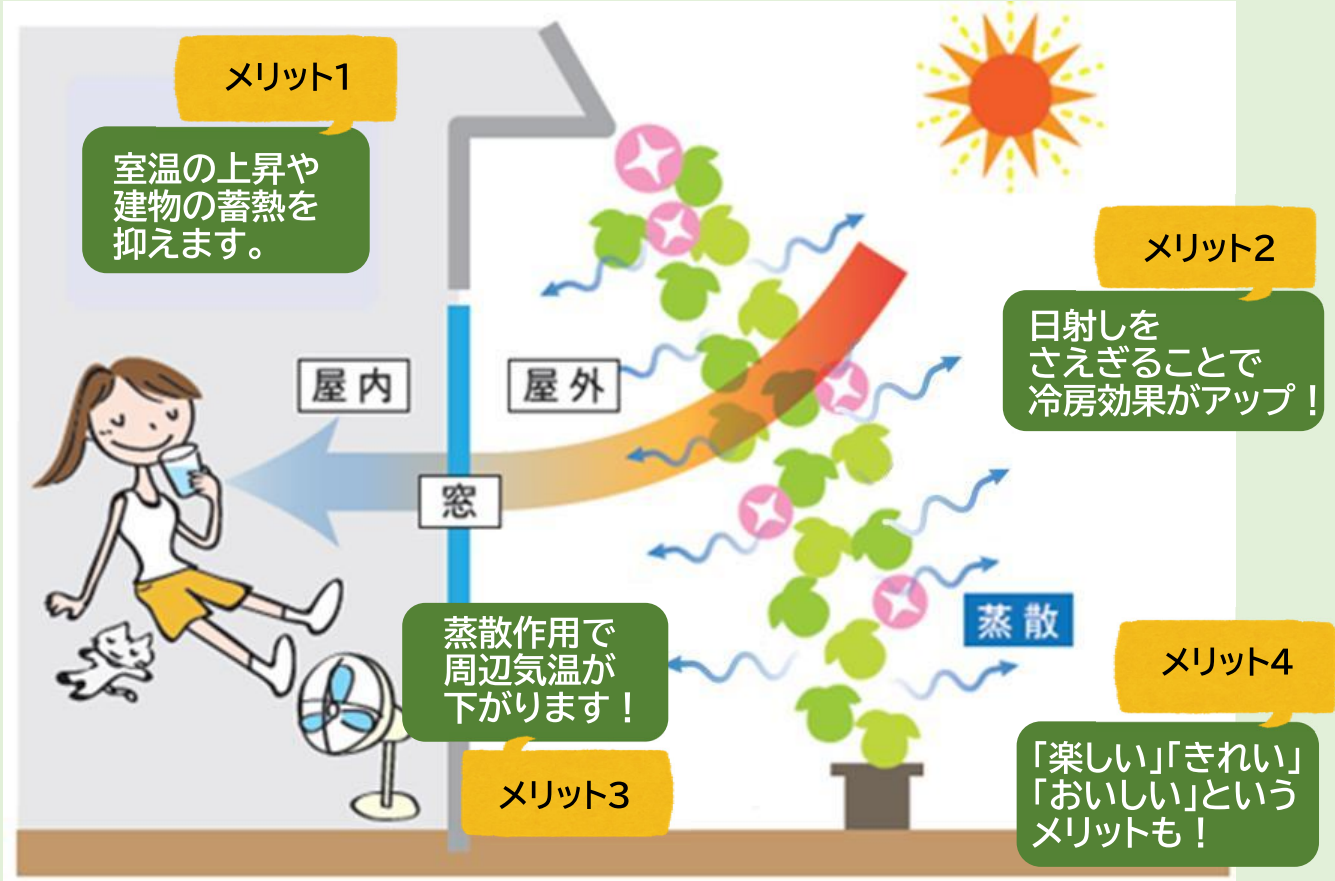 メリット1
室温の上昇や
建物の蓄熱を
抑えます。
メリット2
日射しを
さえぎることで
冷房効果がアップ！
屋内
屋外
窓
蒸散作用で
周辺気温が
下がります！
メリット3
蒸散
メリット4
「楽しい」「きれい」
「おいしい」という
メリットも！